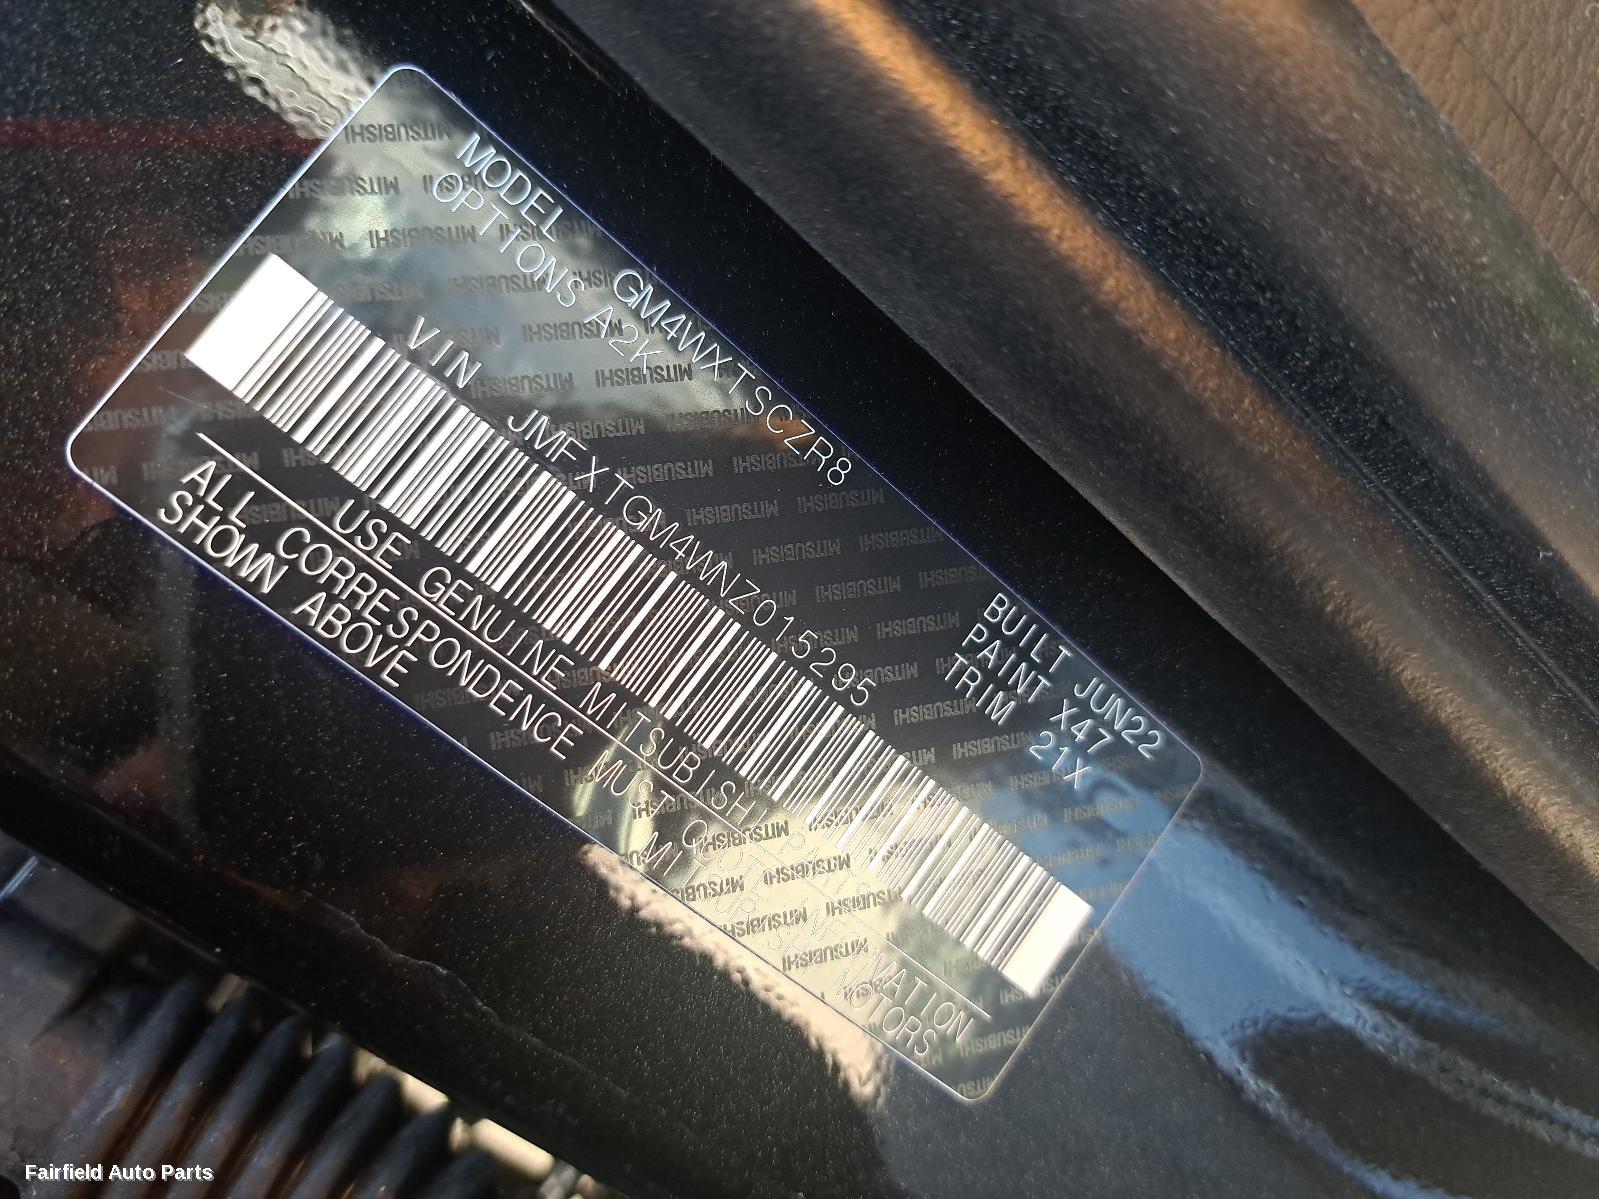 MODEL GM4WXTSCZR8
OPTIONS A2K
BUILT JUN22
PAINT X47
TRIM 21X
VIN JMFXTGM4WNZ015295
USE GENUINE MITSUBISHI
ALL CORRESPONDENCE MUST QUOTE INFORMATION
SHOWN ABOVE
MITSUBISHI MOTORS
Fairfield Auto Parts